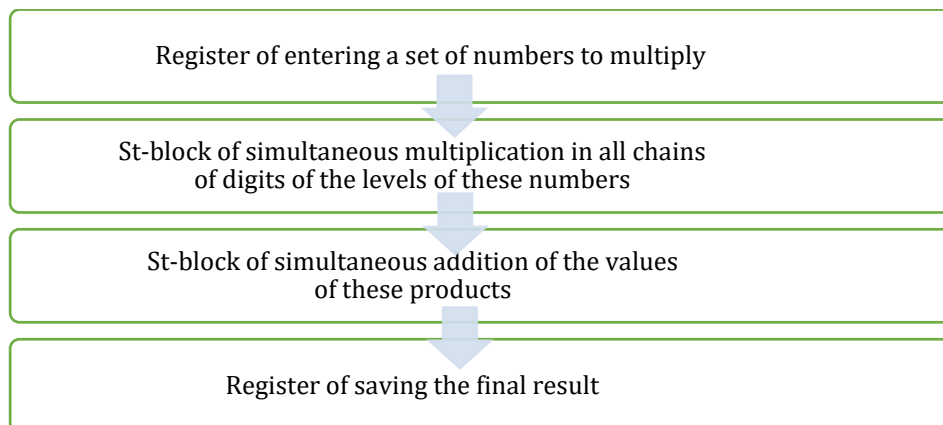 Register of entering a set of numbers to multiply
St-block of simultaneous multiplication in all chains
of digits of the levels of these numbers
St-block of simultaneous addition of the values
of these products
Register of saving the final result